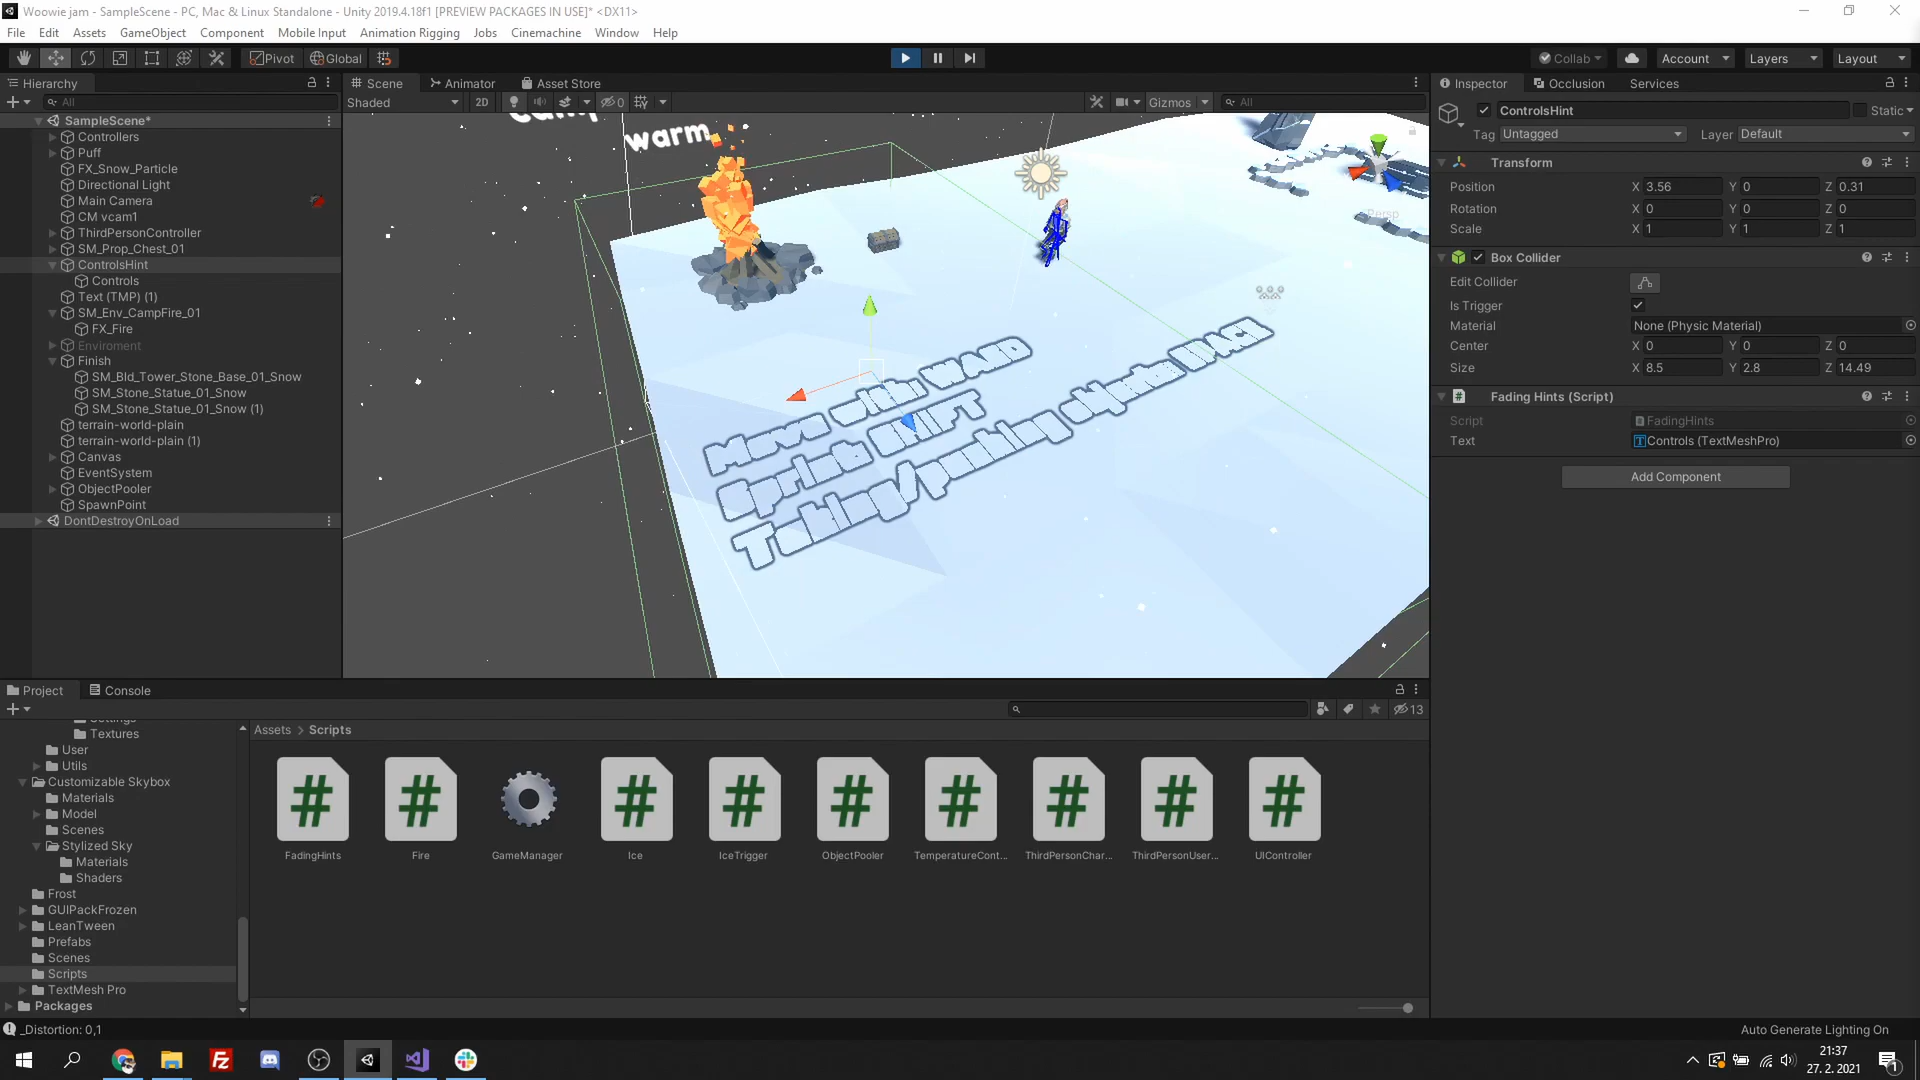 Woowie jam - SampleScene - PC, Mac & Linux Standalone - Unity 2019.4.18f1 [PREVIEW PACKAGES IN USE]* <DX11>
File Edit Assets GameObject Component Mobile Input Animation Rigging Jobs Cinemachine Window Help
Pivot Global Collab Account Layers Layout
Hierarchy
All
SampleScene*
Controllers
Puff
FX_Snow_Particle
Directional Light
Main Camera
CM vcam1
ThirdPersonController
SM_Prop_Chest_01
ControlsHint
Controls
Text (TMP) (1)
SM_Env_CampFire_01
FX_Fire
Enviroment
Finish
SM_Bld_Tower_Stone_Base_01_Snow
SM_Stone_Statue_01_Snow
SM_Stone_Statue_01_Snow (1)
terrain-world-plain
terrain-world-plain (1)
Canvas
EventSystem
ObjectPooler
SpawnPoint
DontDestroyOnLoad
Scene Animator Asset Store
Shaded 2D 0 Gizmos All
warm
Persp
Move with WASD
Sprint SHIFT
Taking/pushing objects SPACE
Inspector Occlusion Services
ControlsHint Static
Tag Untagged Layer Default
Transform
Position X 3.56 Y 0 Z 0.31
Rotation X 0 Y 0 Z 0
Scale X 1 Y 1 Z 1
Box Collider
Edit Collider
Is Trigger
Material None (Physic Material)
Center X 0 Y 0 Z 0
Size X 8.5 Y 2.8 Z 14.49
Fading Hints (Script)
Script FadingHints
Text Controls (TextMeshPro)
Add Component
Project Console
13
Settings
Textures
User
Utils
Customizable Skybox
Materials
Model
Scenes
Stylized Sky
Materials
Shaders
Frost
GUIPackFrozen
LeanTween
Prefabs
Scenes
Scripts
TextMesh Pro
Packages
Assets > Scripts
FadingHints Fire GameManager Ice IceTrigger ObjectPooler TemperatureCont... ThirdPersonChar... ThirdPersonUser... UIController
_Distortion: 0,1
Auto Generate Lighting On
21:37
27. 2. 2021
1